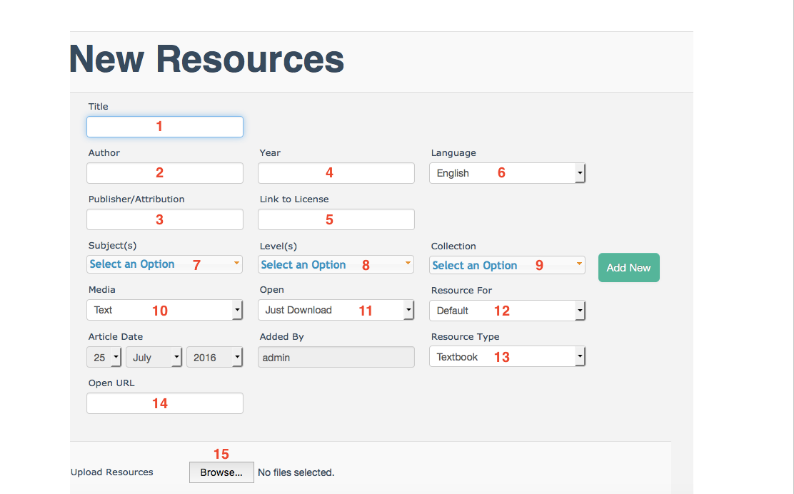 New Resources
Title
1
Author Year Language
2 4 English 6
Publisher/Attribution Link to License
3 5
Subject(s) Level(s) Collection
Select an Option 7 Select an Option 8 Select an Option 9 Add New
Media Open Resource For
Text 10 Just Download 11 Default 12
Article Date Added By Resource Type
25 July 2016 admin Textbook 13
Open URL
14
15
Upload Resources Browse... No files selected.